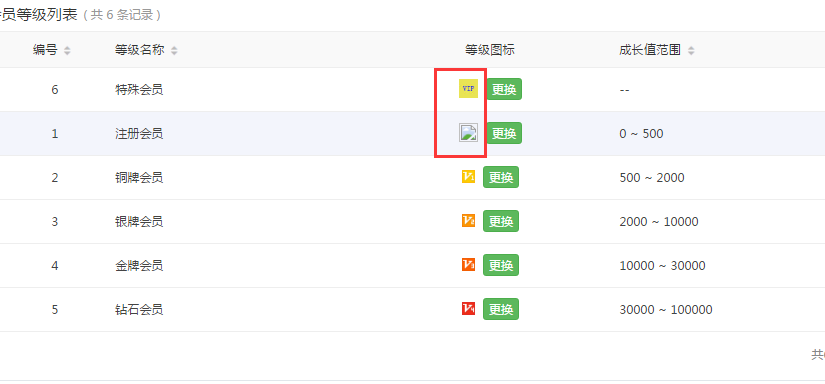 会员等级列表 ( 共 6 条记录 )
编号 等级名称 等级图标 成长值范围
6 特殊会员 VIP 更换 --
1 注册会员 更换 0 ~ 500
2 铜牌会员 更换 500 ~ 2000
3 银牌会员 更换 2000 ~ 10000
4 金牌会员 更换 10000 ~ 30000
5 钻石会员 更换 30000 ~ 100000
共